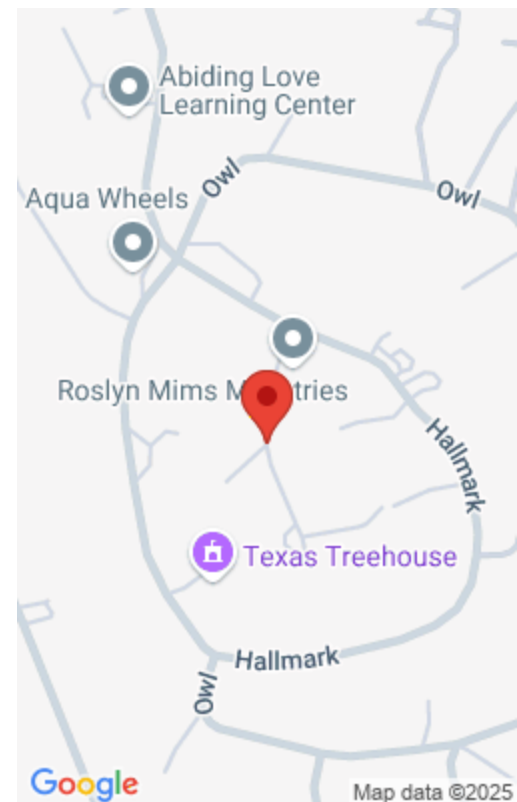 Abiding Love
Learning Center
Owl
Aqua Wheels
Owl
Roslyn Mims M tries
Hallmark
Texas Treehouse
Hallmark
Owl
Google
Map data ©2025